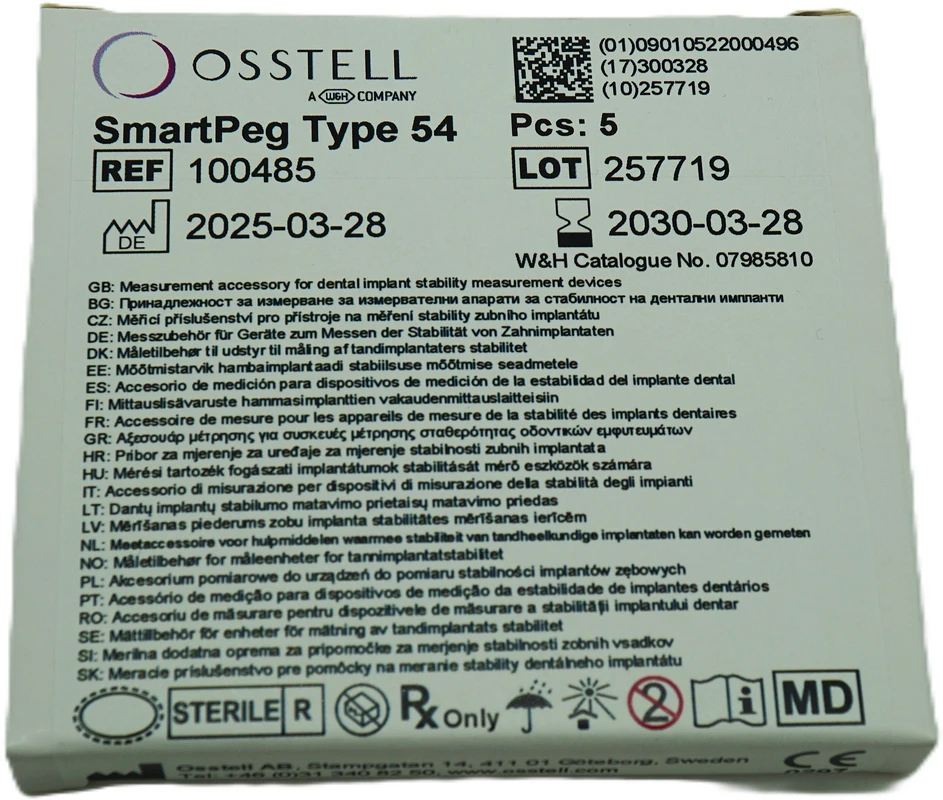 OSSTELL
A W&H COMPANY
(01)09010522000496
(17)300328
(10)257719
SmartPeg Type 54
Pcs: 5
REF 100485
LOT 257719
DE 2025-03-28
2030-03-28
W&H Catalogue No. 07985810
GB: Measurement accessory for dental implant stability measurement devices
BG: Принадлежност за измерване за измервателни апарати за стабилност на дентални импланти
CZ: Měřicí příslušenství pro přístroje na měření stability zubního implantátu
DE: Messzubehör für Geräte zum Messen der Stabilität von Zahnimplantaten
DK: Måletilbehør til udstyr til måling af tandimplantaters stabilitet
EE: Mõõtmistarvik hambaimplantaadi stabiilsuse mõõtmise seadmetele
ES: Accesorio de medición para dispositivos de medición de la estabilidad del implante dental
FI: Mittauslisävaruste hammasimplanttien vakaudenmittauslaitteisiin
FR: Accessoire de mesure pour les appareils de mesure de la stabilité des implants dentaires
GR: Αξεσουάρ μέτρησης για συσκευές μέτρησης σταθερότητας οδοντικών εμφυτευμάτων
HR: Pribor za mjerenje za uređaje za mjerenje stabilnosti zubnih implantata
HU: Mérési tartozék fogászati implantátumok stabilitását mérő eszközök számára
IT: Accessorio di misurazione per dispositivi di misurazione della stabilità degli impianti
LT: Dantų implantų stabilumo matavimo prietaisų matavimo priedas
LV: Mērīšanas piederums zobu implanta stabilitātes mērīšanas ierīcēm
NL: Meetaccessoire voor hulpmiddelen waarmee stabiliteit van tandheelkundige implantaten kan worden gemeten
NO: Måletilbehør for måleenheter for tannimplantatstabilitet
PL: Akcesorium pomiarowe do urządzeń do pomiaru stabilności implantów zębowych
PT: Acessório de medição para dispositivos de medição da estabilidade de implantes dentários
RO: Accesoriu de măsurare pentru dispozitivele de măsurare a stabilității implantului dentar
SE: Mättillbehör för enheter för mätning av tandimplantats stabilitet
SI: Merilna dodatna oprema za pripomočke za merjenje stabilnosti zobnih vsadkov
SK: Meracie príslušenstvo pre pomôcky na meranie stability dentálneho implantátu
STERILE R
Rx Only
2
i
MD
Osstell AB, Stampgatan 14, 411 01 Göteborg, Sweden
Tel: +46 (0)31 340 82 50, www.osstell.com
CE